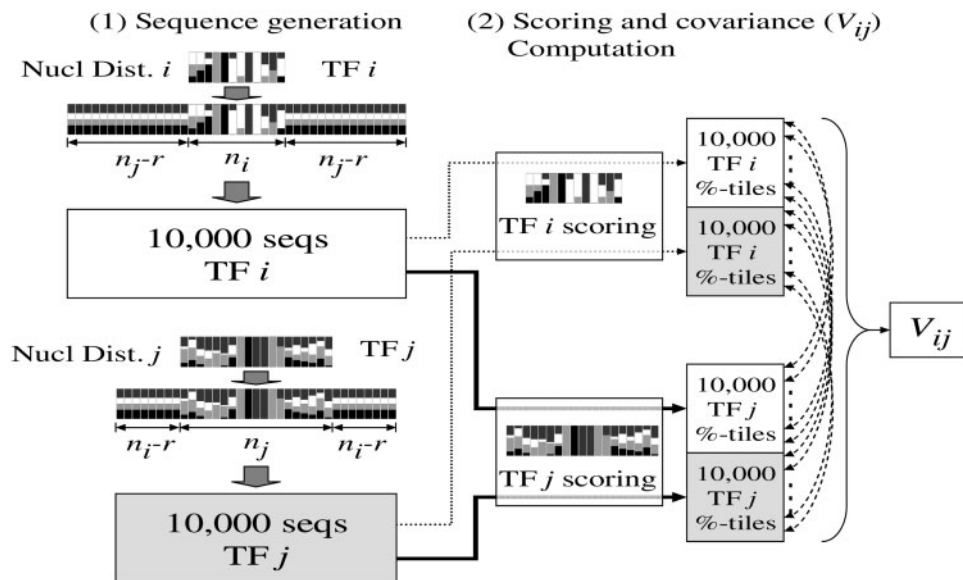 (1) Sequence generation
Nucl Dist. i
TF i
nj-r
ni
nj-r
10,000 seqs
TF i
Nucl Dist. j
TF j
ni-r
nj
ni-r
10,000 seqs
TF j
(2) Scoring and covariance (Vij)
Computation
TF i scoring
TF j scoring
10,000
TF i
%-tiles
10,000
TF i
%-tiles
10,000
TF j
%-tiles
10,000
TF j
%-tiles
Vij